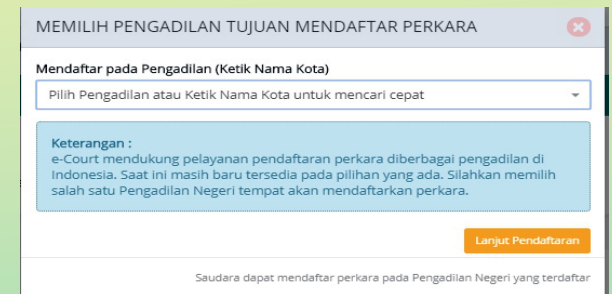 MEMILIH PENGADILAN TUJUAN MENDAFTAR PERKARA
Mendaftar pada Pengadilan (Ketik Nama Kota)
Pilih Pengadilan atau Ketik Nama Kota untuk mencari cepat
Keterangan :
e-Court mendukung pelayanan pendaftaran perkara diberbagai pengadilan di
Indonesia. Saat ini masih baru tersedia pada pilihan yang ada. Silahkan memilih
salah satu Pengadilan Negeri tempat akan mendaftarkan perkara.
Lanjut Pendaftaran
Saudara dapat mendaftar perkara pada Pengadilan Negeri yang terdaftar